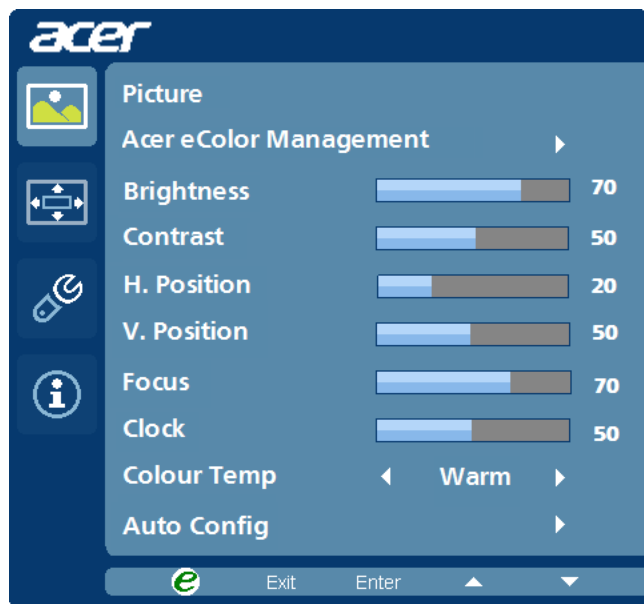 acer
Picture
Acer eColor Management
Brightness 70
Contrast 50
H. Position 20
V. Position 50
Focus 70
Clock 50
Colour Temp Warm
Auto Config
e Exit Enter